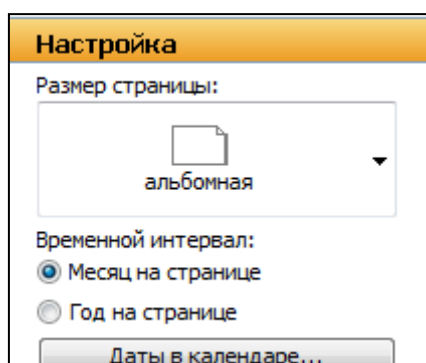 Настройка
Размер страницы:
альбомная
Временной интервал:
Месяц на странице
Год на странице
Даты в календаре...